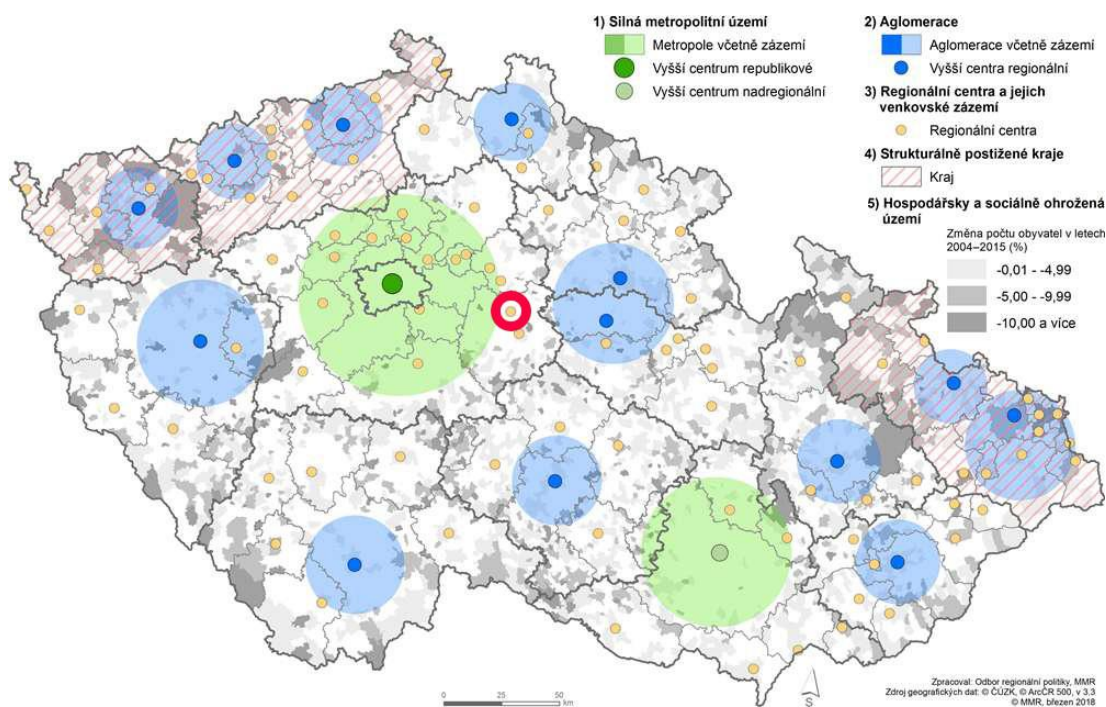 1) Silná metropolitní území
Metropole včetně zázemí
Vyšší centrum republikové
Vyšší centrum nadregionální
2) Aglomerace
Aglomerace včetně zázemí
Vyšší centra regionální
3) Regionální centra a jejich
venkovské zázemí
Regionální centra
4) Strukturálně postižené kraje
Kraj
5) Hospodářsky a sociálně ohrožená
území
Změna počtu obyvatel v letech
2004–2015 (%)
-0,01 - -4,99
-5,00 - -9,99
-10,00 a více
0 25 50
km
S
Zpracoval: Odbor regionální politiky, MMR
Zdroj geografických dat: © ČÚZK, © ArcČR 500, v 3.3
© MMR, březen 2018